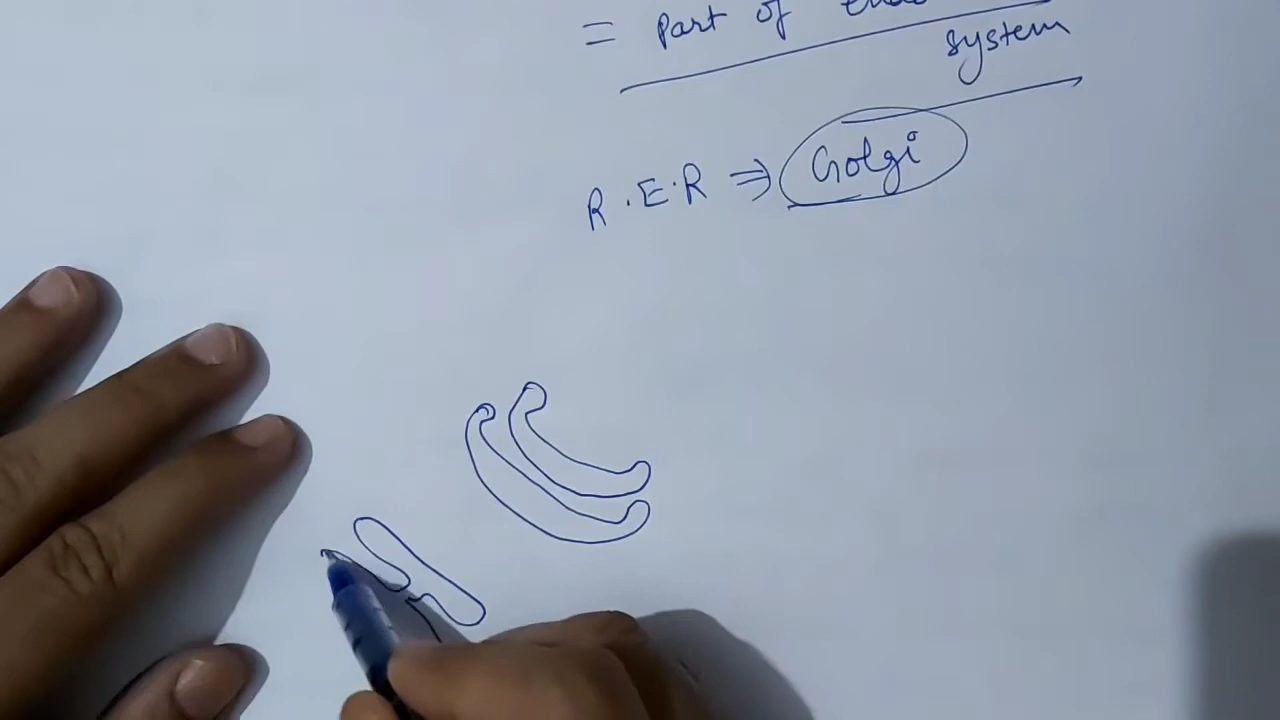 = Part of
system
R.E.R ⇒ Golgi